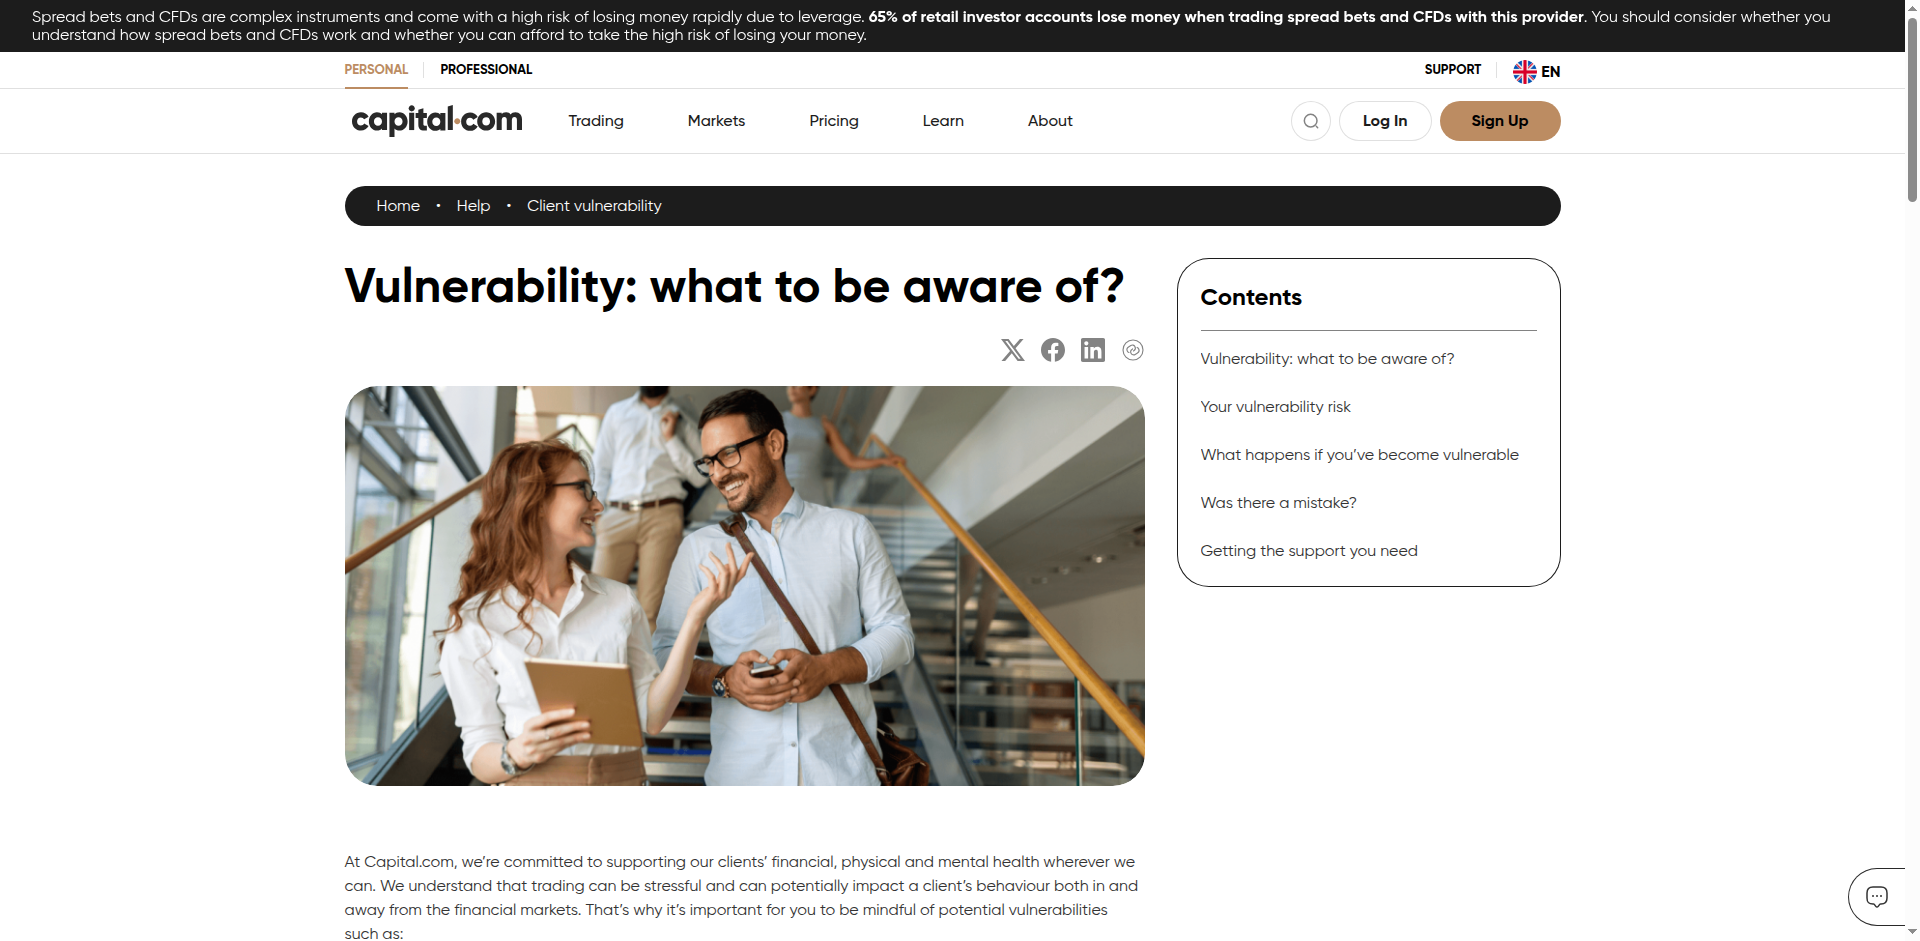 Spread bets and CFDs are complex instruments and come with a high risk of losing money rapidly due to leverage. 65% of retail investor accounts lose money when trading spread bets and CFDs with this provider. You should consider whether you
understand how spread bets and CFDs work and whether you can afford to take the high risk of losing your money.
PERSONAL PROFESSIONAL SUPPORT EN
capital.com Trading Markets Pricing Learn About Log In Sign Up
Home • Help • Client vulnerability
Vulnerability: what to be aware of?
Contents
Vulnerability: what to be aware of?
Your vulnerability risk
What happens if you’ve become vulnerable
Was there a mistake?
Getting the support you need
At Capital.com, we’re committed to supporting our clients’ financial, physical and mental health wherever we
can. We understand that trading can be stressful and can potentially impact a client’s behaviour both in and
away from the financial markets. That’s why it’s important for you to be mindful of potential vulnerabilities
such as: